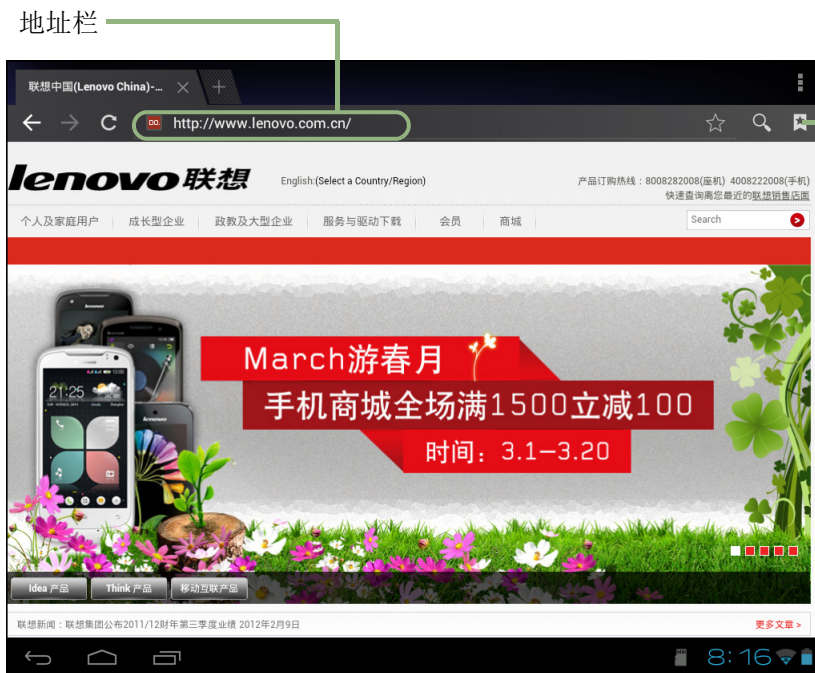 地址栏
联想中国(Lenovo China)-...
http://www.lenovo.com.cn/
lenovo联想
English:(Select a Country/Region)
产品订购热线：8008282008(座机) 4008222008(手机)
快速查询离您最近的联想销售店面
个人及家庭用户 成长型企业 政教及大型企业 服务与驱动下载 会员 商城
Search
March游春月
手机商城全场满1500立减100
时间：3.1—3.20
21:25
Idea 产品 Think 产品 移动互联产品
联想新闻：联想集团公布2011/12财年第三季度业绩 2012年2月9日
更多文章 >
8:16